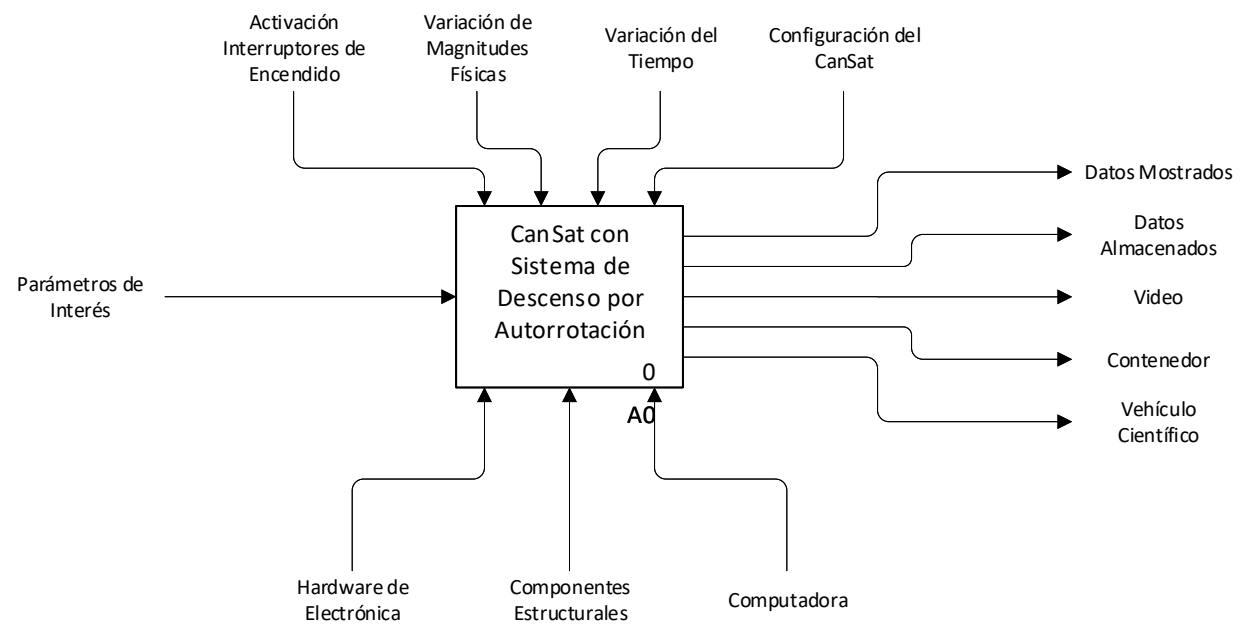 Activación
Interruptores de
Encendido
Variación de
Magnitudes
Físicas
Variación del
Tiempo
Configuración del
CanSat
Parámetros de
Interés
CanSat con
Sistema de
Descenso por
Autorrotación
0
A0
Datos Mostrados
Datos
Almacenados
Video
Contenedor
Vehículo
Científico
Hardware de
Electrónica
Componentes
Estructurales
Computadora